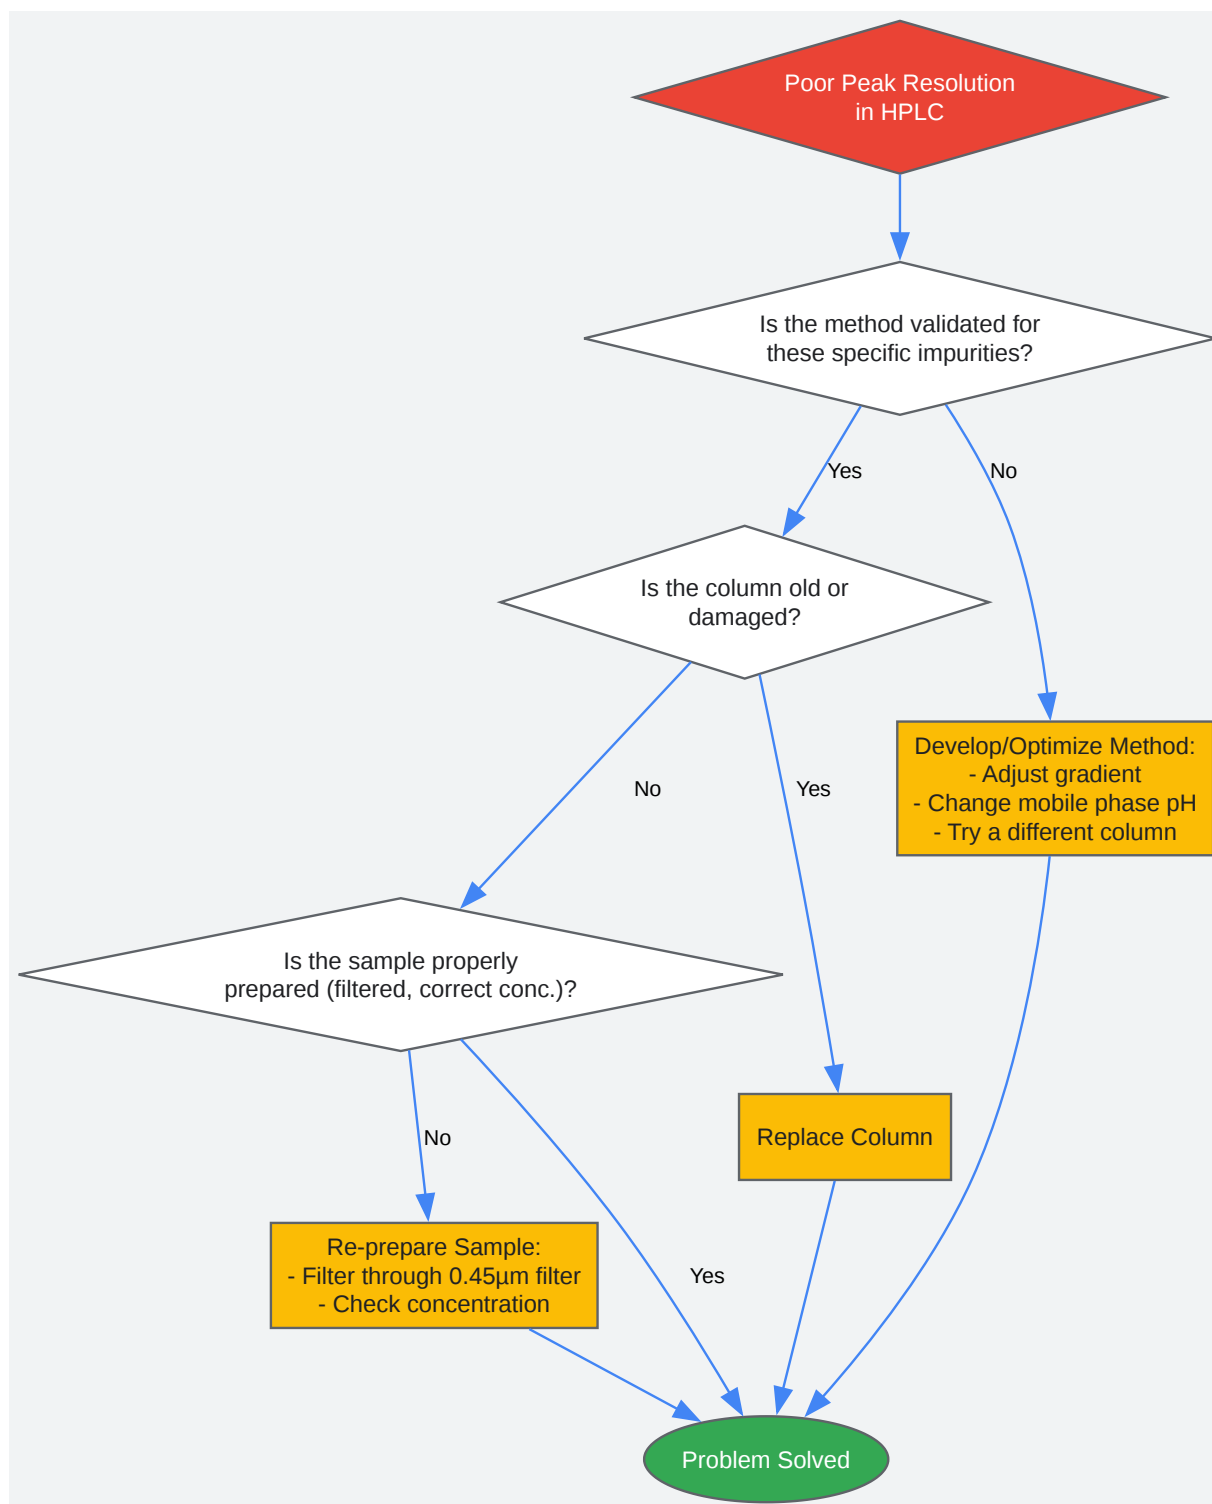 Poor Peak Resolution
in HPLC
Is the method validated for
these specific impurities?
Yes
No
Is the column old or
damaged?
No
Yes
Develop/Optimize Method:
- Adjust gradient
- Change mobile phase pH
- Try a different column
Is the sample properly
prepared (filtered, correct conc.)?
No
Yes
Replace Column
Re-prepare Sample:
- Filter through 0.45µm filter
- Check concentration
Problem Solved